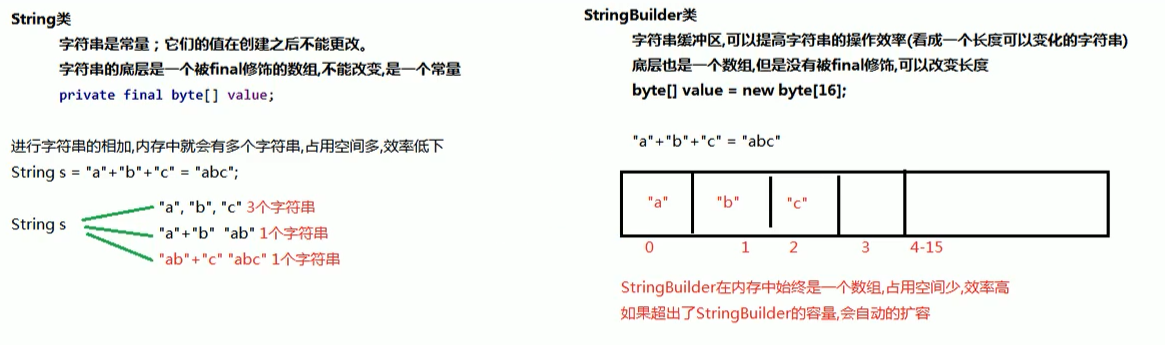 String类
字符串是常量；它们的值在创建之后不能更改。
字符串的底层是一个被final修饰的数组,不能改变,是一个常量
private final byte[] value;
进行字符串的相加,内存中就会有多个字符串,占用空间多,效率低下
String s = "a"+"b"+"c" = "abc";
String s
"a", "b", "c" 3个字符串
"a"+"b" "ab" 1个字符串
"ab"+"c" "abc" 1个字符串
StringBuilder类
字符串缓冲区,可以提高字符串的操作效率(看成一个长度可以变化的字符串)
底层也是一个数组,但是没有被final修饰,可以改变长度
byte[] value = new byte[16];
"a"+"b"+"c" = "abc"
"a" "b" "c"
0 1 2 3 4-15
StringBuilder在内存中始终是一个数组,占用空间少,效率高
如果超出了StringBuilder的容量,会自动的扩容